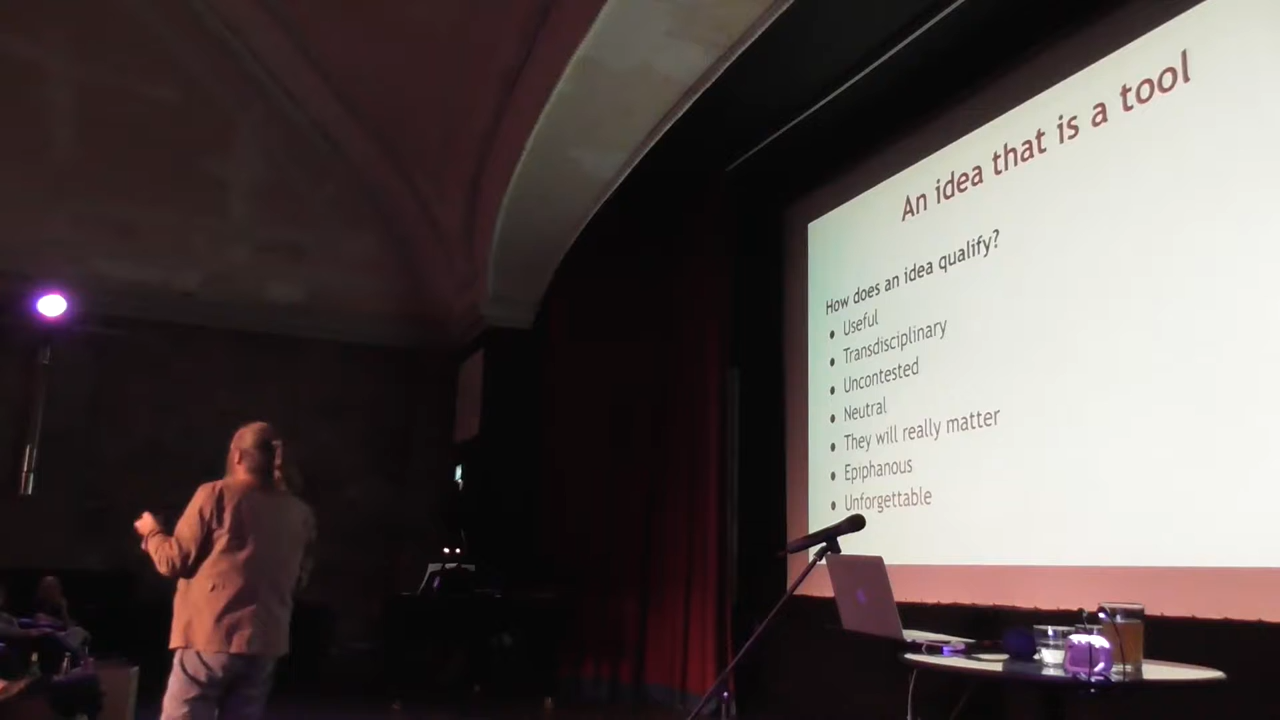 An idea that is a tool
How does an idea qualify?
• Useful
• Transdisciplinary
• Uncontested
• Neutral
• They will really matter
• Epiphanous
• Unforgettable